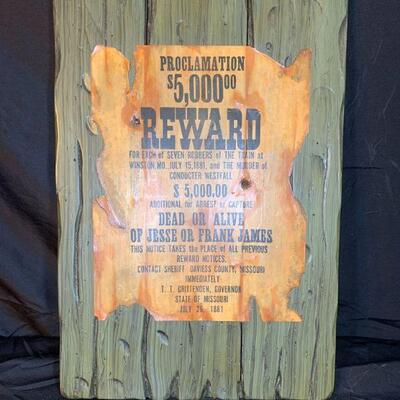 PROCLAMATION
$5,000⁰⁰
REWARD
FOR EACH of SEVEN ROBBERS of THE TRAIN at
WINSTON MO. JULY 15, 1881, and THE MURDER of
CONDUCTER WESTFALL
$ 5,000.00
ADDITIONAL for ARREST or CAPTURE
DEAD OR ALIVE
OF JESSE OR FRANK JAMES
THIS NOTICE TAKES the PLACE of ALL PREVIOUS
REWARD NOTICES.
CONTACT SHERIFF DAVIESS COUNTY, MISSOURI
IMMEDIATELY
T. T. CRITTENDEN, GOVERNOR
STATE OF MISSOURI
JULY 26, 1881